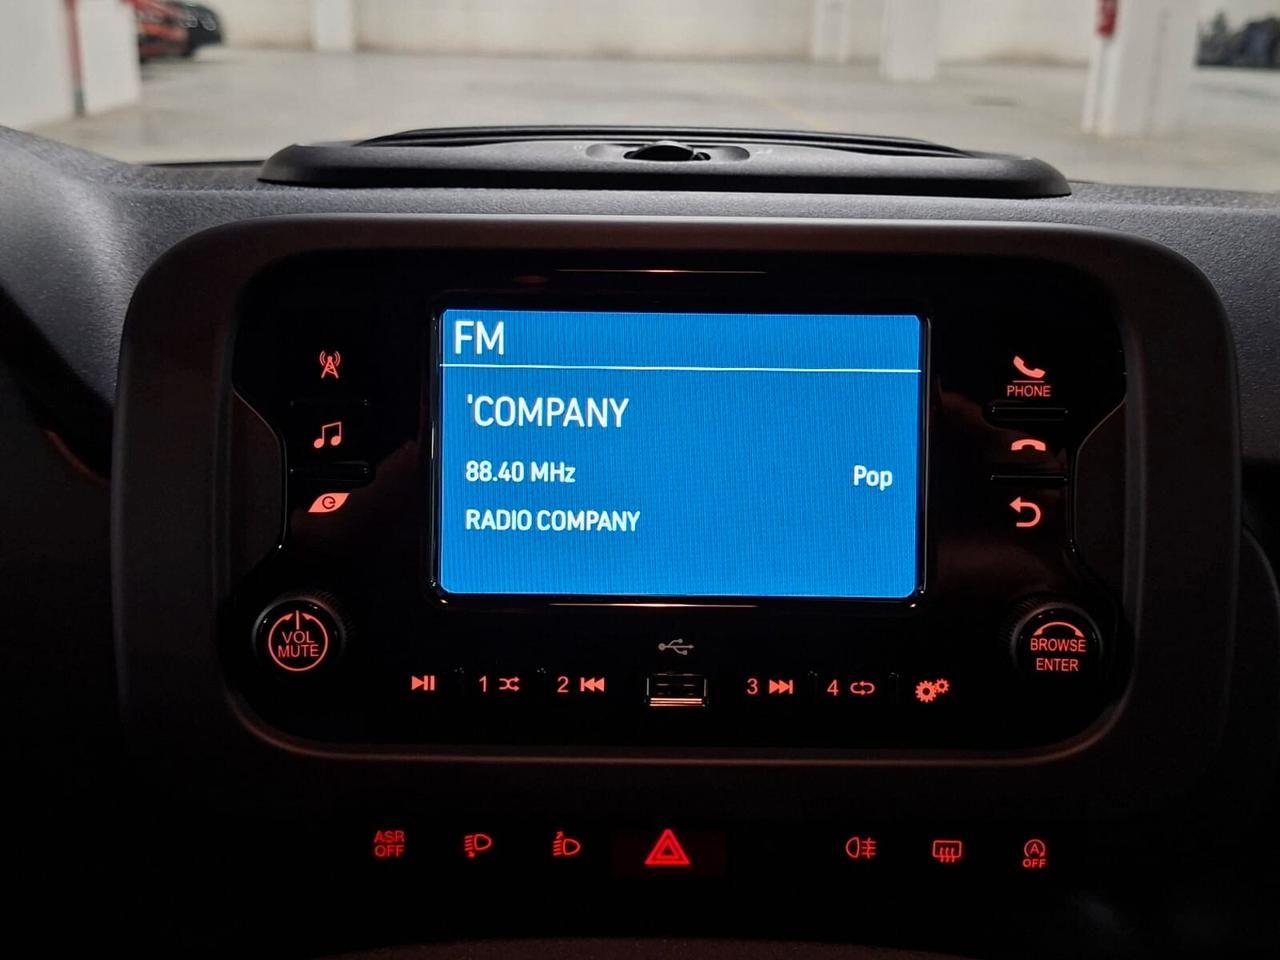 FM
'COMPANY
88.40 MHz Pop
RADIO COMPANY
PHONE
VOL
MUTE
BROWSE
ENTER
1 2 3 4
ASR
OFF
A
OFF